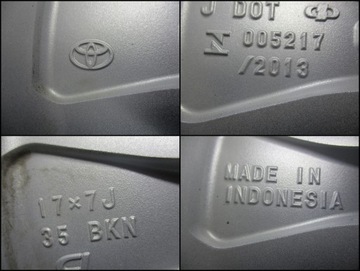 J DOT
N 005217
/2013
17×7J
35 BKN
MADE IN
INDONESIA